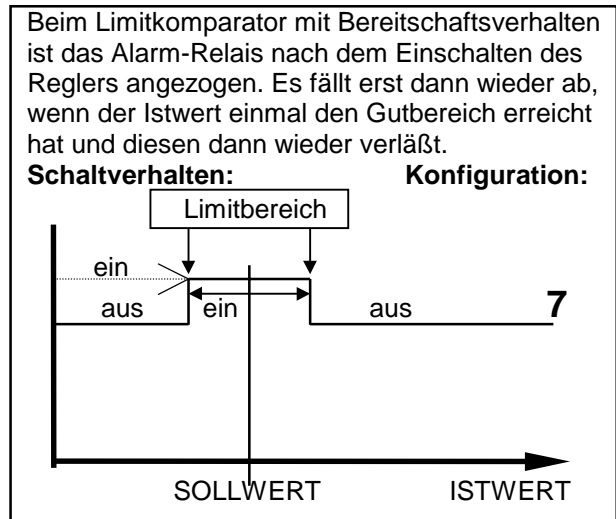 Beim Limitkomparator mit Bereitschaftsverhalten
ist das Alarm-Relais nach dem Einschalten des
Reglers angezogen. Es fällt erst dann wieder ab,
wenn der Istwert einmal den Gutbereich erreicht
hat und diesen dann wieder verläßt.
Schaltverhalten: Konfiguration:
Limitbereich
ein
aus ein aus 7
SOLLWERT ISTWERT